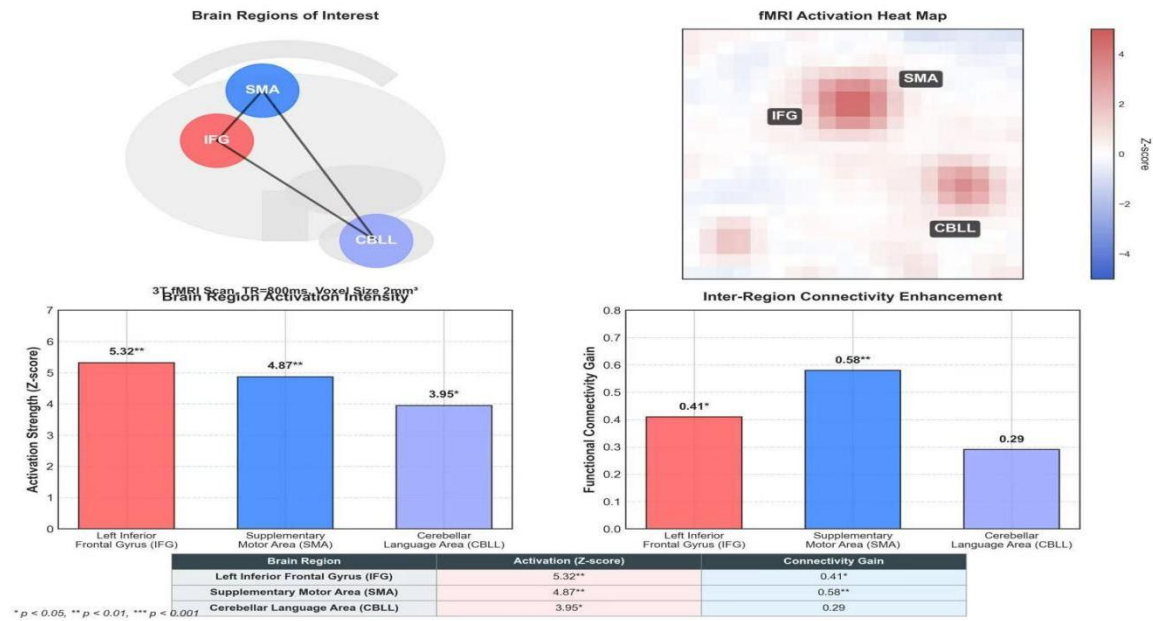 Brain Regions of Interest
SMA
IFG
CBLL
3T fMRI Scan, TR=800ms, Voxel Size 2mm³
fMRI Activation Heat Map
SMA
IFG
CBLL
4
2
0
−2
−4
Z-score
Brain Region Activation Intensity
Activation Strength (Z-score)
7
6
5
4
3
2
1
0
5.32**
4.87**
3.95*
Left Inferior
Frontal Gyrus (IFG)
Supplementary
Motor Area (SMA)
Cerebellar
Language Area (CBLL)
Inter-Region Connectivity Enhancement
Functional Connectivity Gain
0.8
0.7
0.6
0.5
0.4
0.3
0.2
0.1
0.0
0.41*
0.58**
0.29
Left Inferior
Frontal Gyrus (IFG)
Supplementary
Motor Area (SMA)
Cerebellar
Language Area (CBLL)
Brain Region Activation (Z-score) Connectivity Gain
Left Inferior Frontal Gyrus (IFG) 5.32** 0.41*
Supplementary Motor Area (SMA) 4.87** 0.58**
Cerebellar Language Area (CBLL) 3.95* 0.29
* p < 0.05, ** p < 0.01, *** p < 0.001